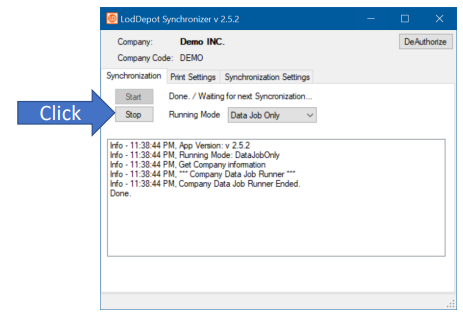 LodDepot Synchronizer v 2.5.2
Company: Demo INC.
DeAuthorize
Company Code: DEMO
Synchronization Print Settings Synchronization Settings
Start Done. / Waiting for next Syncronization...
Click
Stop Running Mode Data Job Only
Info - 11:38:44 PM, App Version: v 2.5.2
Info - 11:38:44 PM, Running Mode: DataJobOnly
Info - 11:38:44 PM, Get Company information
Info - 11:38:44 PM, *** Company Data Job Runner ***
Info - 11:38:44 PM, Company Data Job Runner Ended.
Done.